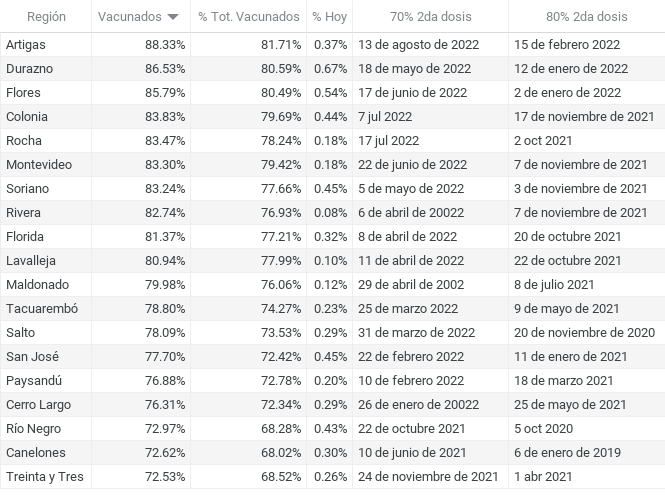 Región Vacunados % Tot. Vacunados % Hoy 70% 2da dosis 80% 2da dosis
Artigas 88.33% 81.71% 0.37% 13 de agosto de 2022 15 de febrero 2022
Durazno 86.53% 80.59% 0.67% 18 de mayo de 2022 12 de enero de 2022
Flores 85.79% 80.49% 0.54% 17 de junio de 2022 2 de enero de 2022
Colonia 83.83% 79.69% 0.44% 7 jul 2022 17 de noviembre de 2021
Rocha 83.47% 78.24% 0.18% 17 jul 2022 2 oct 2021
Montevideo 83.30% 79.42% 0.18% 22 de junio de 2022 7 de noviembre de 2021
Soriano 83.24% 77.66% 0.45% 5 de mayo de 2022 3 de noviembre de 2021
Rivera 82.74% 76.93% 0.08% 6 de abril de 20002 7 de noviembre de 2021
Florida 81.37% 77.21% 0.32% 8 de abril de 2022 20 de octubre 2021
Lavalleja 80.94% 77.99% 0.10% 11 de abril de 2022 22 de octubre 2021
Maldonado 79.98% 76.06% 0.12% 29 de abril de 2002 8 de julio 2021
Tacuarembó 78.80% 74.27% 0.23% 25 de marzo 2022 9 de mayo de 2021
Salto 78.09% 73.53% 0.29% 31 de marzo de 2022 20 de noviembre de 2020
San José 77.70% 72.42% 0.45% 22 de febrero 2022 11 de enero de 2021
Paysandú 76.88% 72.78% 0.20% 10 de febrero 2022 18 de marzo 2021
Cerro Largo 76.31% 72.34% 0.29% 26 de enero de 20022 25 de mayo de 2021
Río Negro 72.97% 68.28% 0.43% 22 de octubre 2021 5 oct 2020
Canelones 72.62% 68.02% 0.30% 10 de junio de 2021 6 de enero de 2019
Treinta y Tres 72.53% 68.52% 0.26% 24 de noviembre de 2021 1 abr 2021